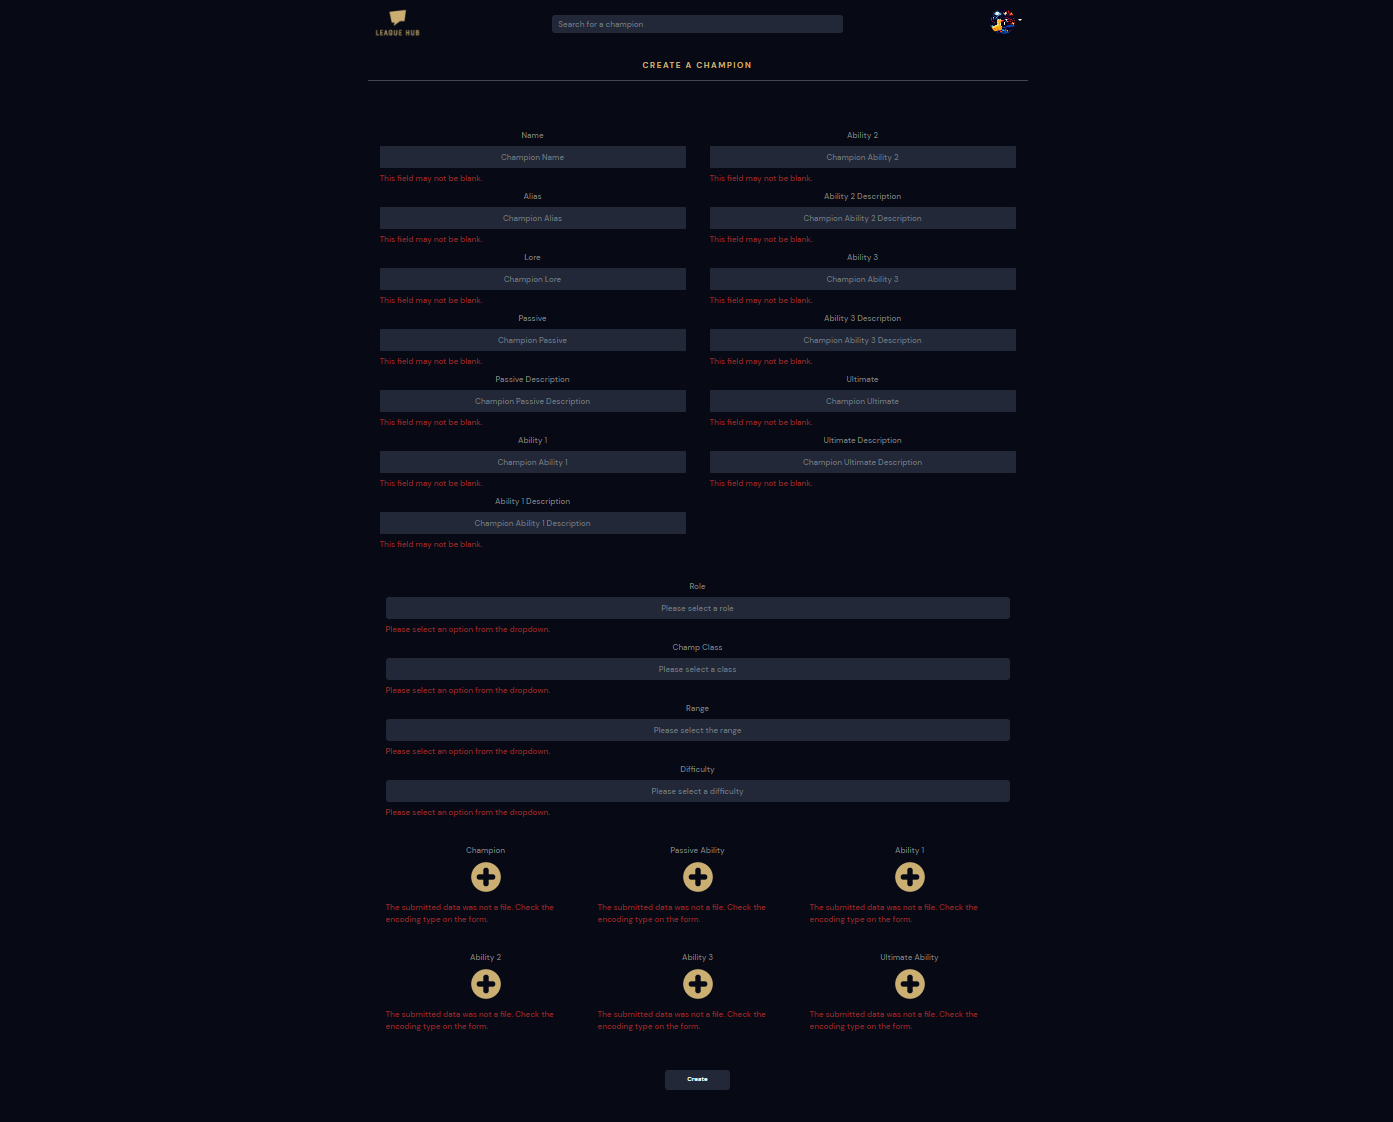 LEAGUE HUB
Search for a champion
CREATE A CHAMPION
Name
Champion Name
This field may not be blank.
Alias
Champion Alias
This field may not be blank.
Lore
Champion Lore
This field may not be blank.
Passive
Champion Passive
This field may not be blank.
Passive Description
Champion Passive Description
This field may not be blank.
Ability 1
Champion Ability 1
This field may not be blank.
Ability 1 Description
Champion Ability 1 Description
This field may not be blank.
Ability 2
Champion Ability 2
This field may not be blank.
Ability 2 Description
Champion Ability 2 Description
This field may not be blank.
Ability 3
Champion Ability 3
This field may not be blank.
Ability 3 Description
Champion Ability 3 Description
This field may not be blank.
Ultimate
Champion Ultimate
This field may not be blank.
Ultimate Description
Champion Ultimate Description
This field may not be blank.
Role
Please select a role
Please select an option from the dropdown.
Champ Class
Please select a class
Please select an option from the dropdown.
Range
Please select the range
Please select an option from the dropdown.
Difficulty
Please select a difficulty
Please select an option from the dropdown.
Champion
The submitted data was not a file. Check the
encoding type on the form.
Passive Ability
The submitted data was not a file. Check the
encoding type on the form.
Ability 1
The submitted data was not a file. Check the
encoding type on the form.
Ability 2
The submitted data was not a file. Check the
encoding type on the form.
Ability 3
The submitted data was not a file. Check the
encoding type on the form.
Ultimate Ability
The submitted data was not a file. Check the
encoding type on the form.
Create